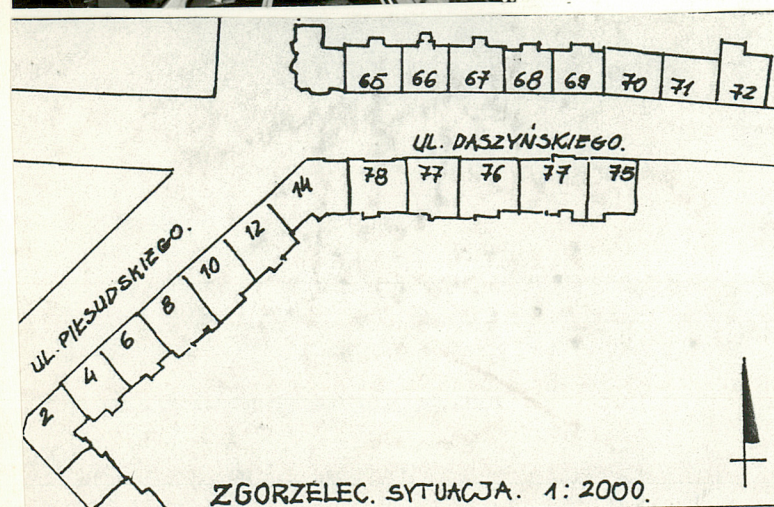 65 66 67 68 69 70 71 72
UL. DASZYŃSKIEGO.
78 77 76 77 75
14
12
10
8
6
4
2
UL. PIŁSUDSKIEGO.
ZGORZELEC. SYTUACJA. 1:2000.